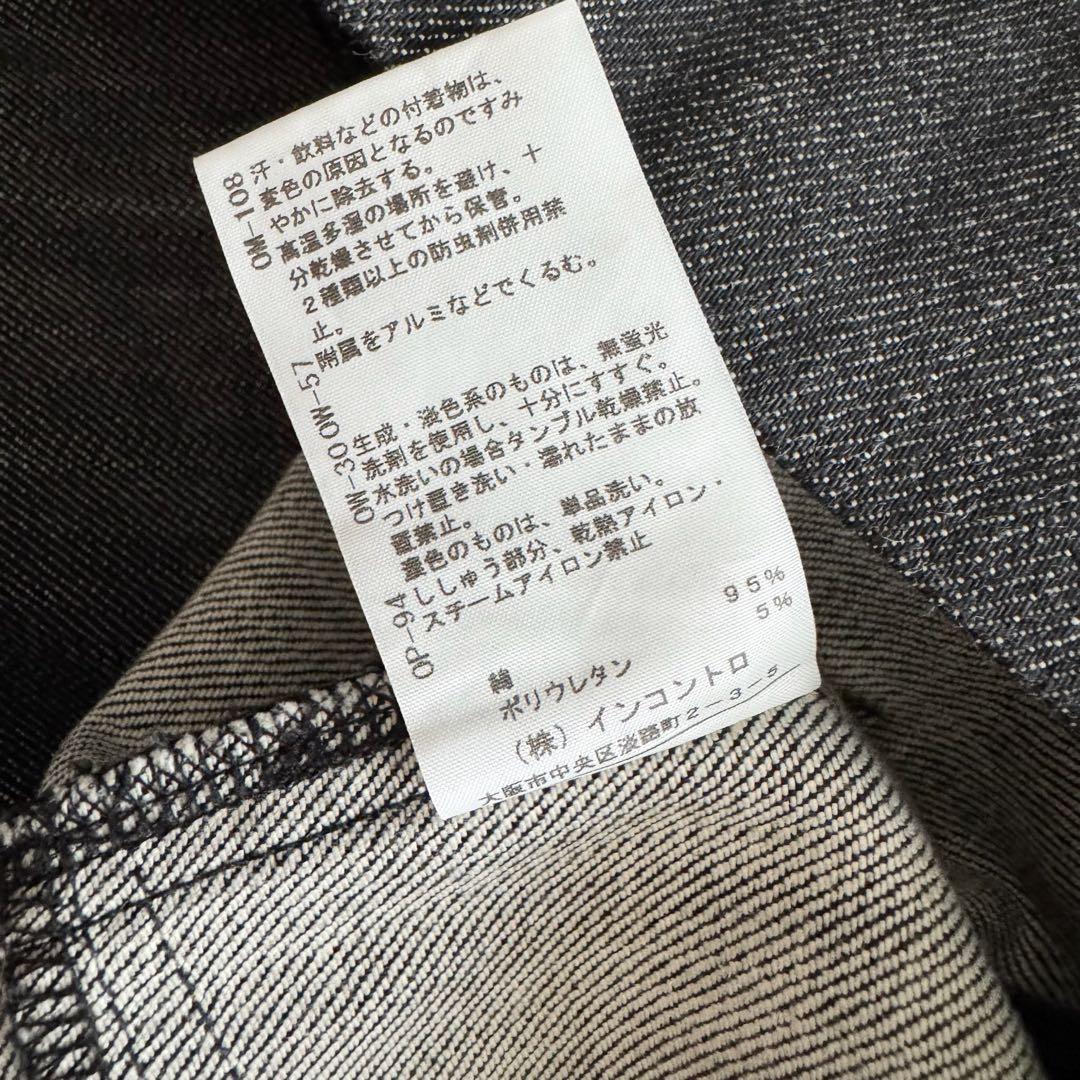 OW-108
汗・飲料などの付着物は、
変色の原因となるのですみ
やかに除去する。
高温多湿の場所を避け、十
分乾燥させてから保管。
2種類以上の防虫剤併用禁
止。
附属をアルミなどでくるむ。
OW-30 OW-57
生成・淡色系のものは、無蛍光
洗剤を使用し、十分にすすぐ。
水洗いの場合タンブル乾燥禁止。
つけ置き洗い・濡れたままの放
置禁止。
濃色のものは、単品洗い。
OP-94
ししゅう部分、乾熱アイロン・
スチームアイロン禁止
綿 95%
ポリウレタン 5%
(株)インコントロ
大阪市中央区淡路町2-3-5